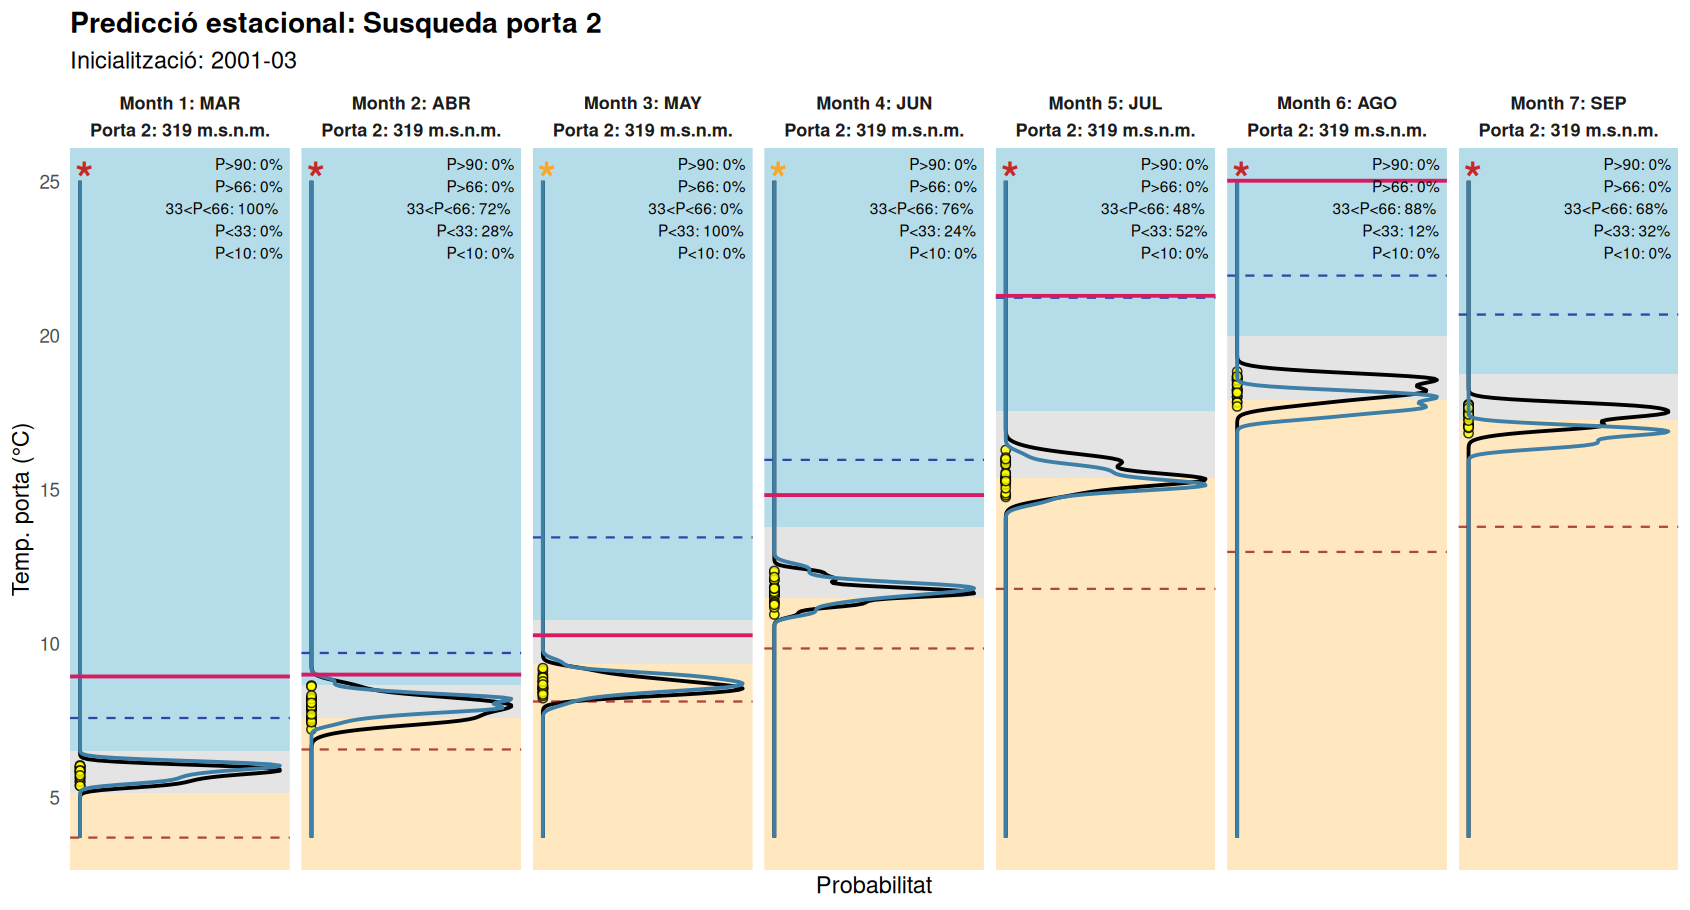 Predicció estacional: Susqueda porta 2
Inicialització: 2001-03
Month 1: MAR
Porta 2: 319 m.s.n.m.
Month 2: ABR
Porta 2: 319 m.s.n.m.
Month 3: MAY
Porta 2: 319 m.s.n.m.
Month 4: JUN
Porta 2: 319 m.s.n.m.
Month 5: JUL
Porta 2: 319 m.s.n.m.
Month 6: AGO
Porta 2: 319 m.s.n.m.
Month 7: SEP
Porta 2: 319 m.s.n.m.
*
P>90: 0%
P>66: 0%
33<P<66: 100%
P<33: 0%
P<10: 0%
*
P>90: 0%
P>66: 0%
33<P<66: 72%
P<33: 28%
P<10: 0%
*
P>90: 0%
P>66: 0%
33<P<66: 0%
P<33: 100%
P<10: 0%
*
P>90: 0%
P>66: 0%
33<P<66: 76%
P<33: 24%
P<10: 0%
*
P>90: 0%
P>66: 0%
33<P<66: 48%
P<33: 52%
P<10: 0%
*
P>90: 0%
P>66: 0%
33<P<66: 88%
P<33: 12%
P<10: 0%
*
P>90: 0%
P>66: 0%
33<P<66: 68%
P<33: 32%
P<10: 0%
25
20
15
10
5
Temp. porta (°C)
Probabilitat